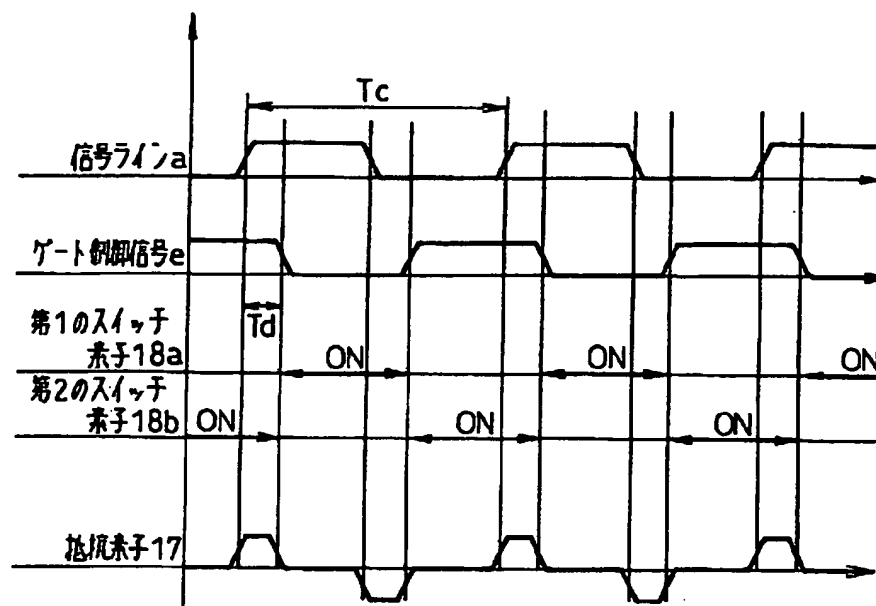 Tc
信号ラインa
ゲート制御信号e
Td
第1のスイッチ
素子18a
ON
ON
ON
第2のスイッチ
素子18b
ON
ON
ON
抵抗素子17